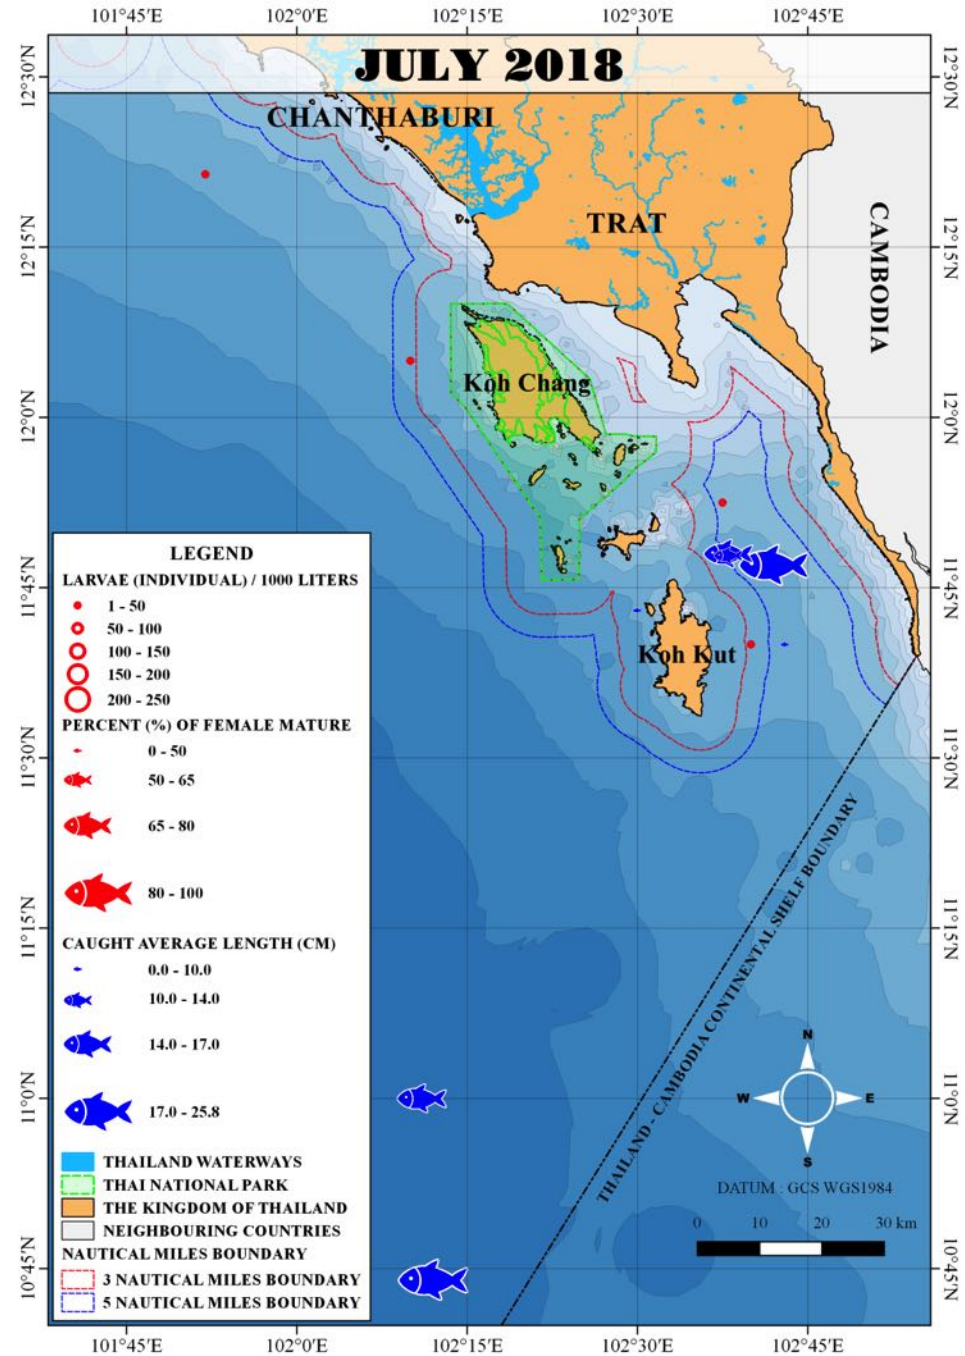 101°45'E 102°0'E 102°15'E 102°30'E 102°45'E
12°30'N
12°15'N
12°0'N
11°45'N
11°30'N
11°15'N
11°0'N
10°45'N
JULY 2018
CHANTHABURI
TRAT
CAMBODIA
Koh Chang
Koh Kut
THAILAND - CAMBODIA CONTINENTAL SHELF BOUNDARY
LEGEND
LARVAE (INDIVIDUAL) / 1000 LITERS
1 - 50
50 - 100
100 - 150
150 - 200
200 - 250
PERCENT (%) OF FEMALE MATURE
0 - 50
50 - 65
65 - 80
80 - 100
CAUGHT AVERAGE LENGTH (CM)
0.0 - 10.0
10.0 - 14.0
14.0 - 17.0
17.0 - 25.8
THAILAND WATERWAYS
THAI NATIONAL PARK
THE KINGDOM OF THAILAND
NEIGHBOURING COUNTRIES
NAUTICAL MILES BOUNDARY
3 NAUTICAL MILES BOUNDARY
5 NAUTICAL MILES BOUNDARY
N
W E
S
DATUM : GCS WGS1984
0 10 20 30 km
12°30'N
12°15'N
12°0'N
11°45'N
11°30'N
11°15'N
11°0'N
10°45'N
101°45'E 102°0'E 102°15'E 102°30'E 102°45'E